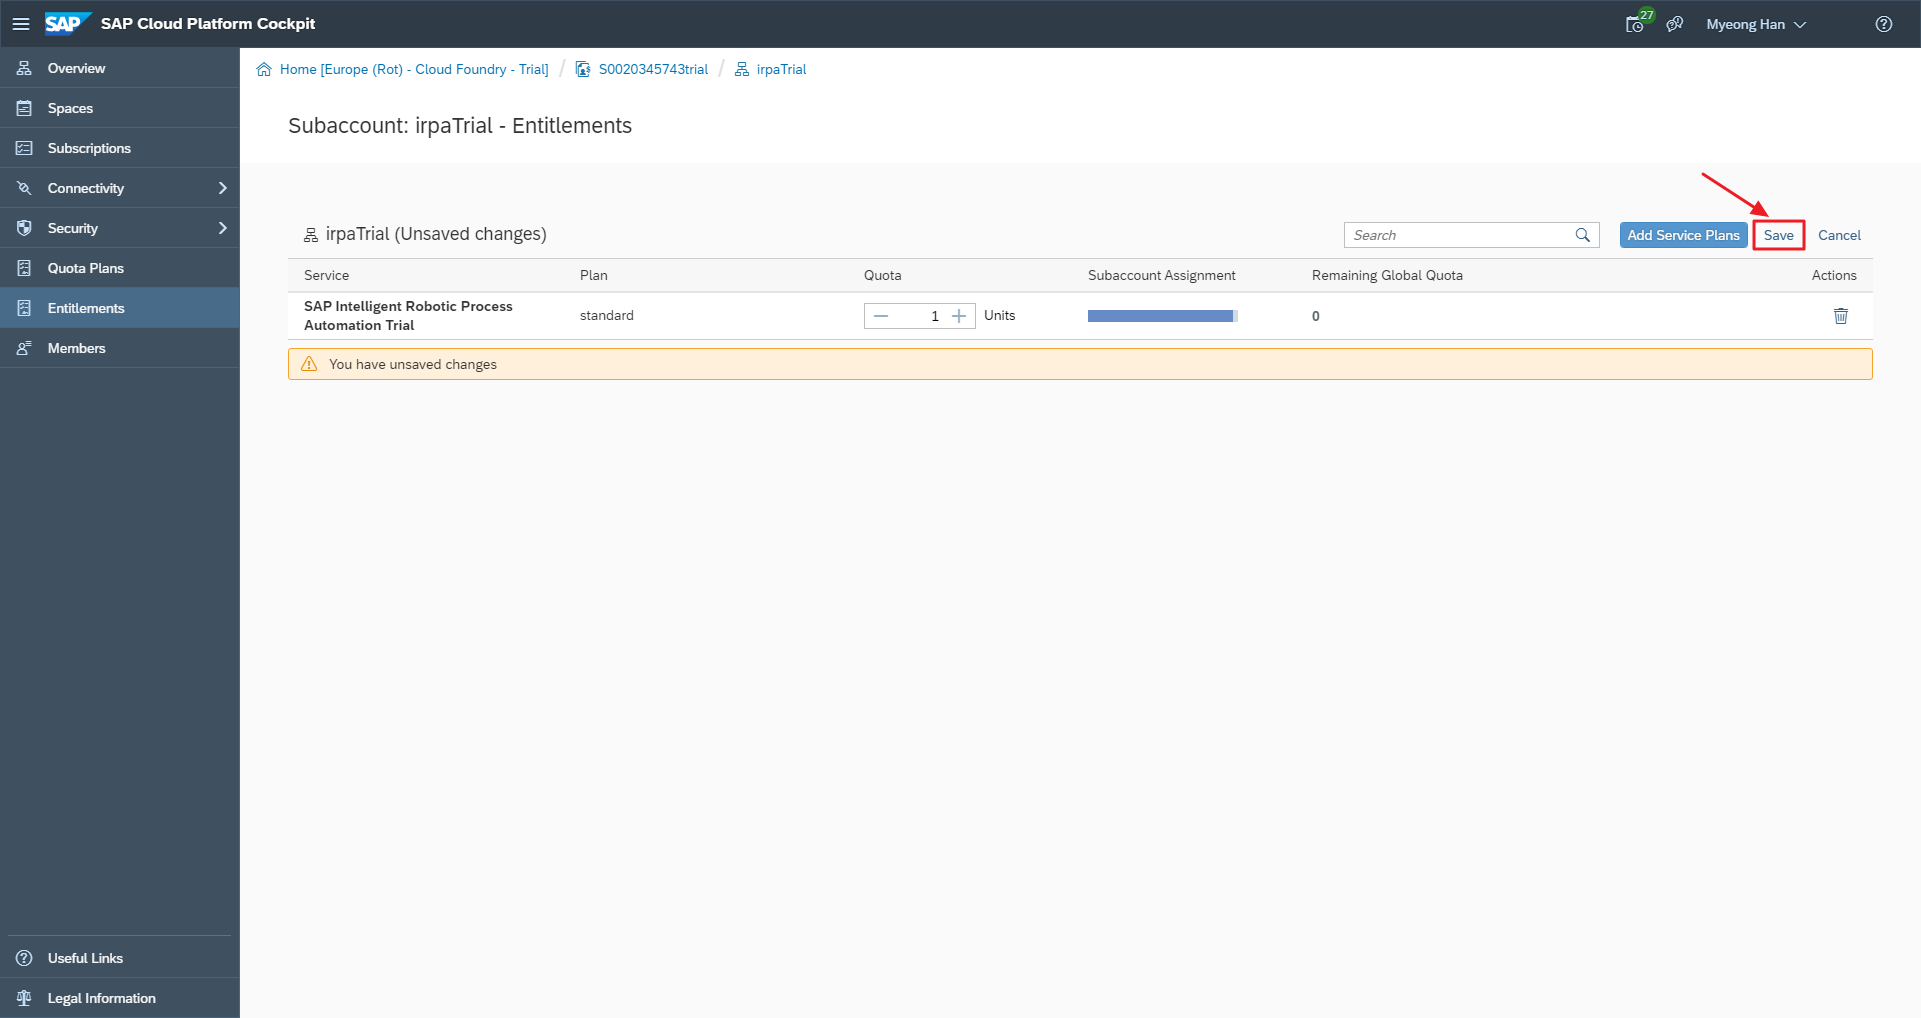 SAP SAP Cloud Platform Cockpit
27
Myeong Han
Overview
Spaces
Subscriptions
Connectivity
Security
Quota Plans
Entitlements
Members
Useful Links
Legal Information
Home [Europe (Rot) - Cloud Foundry - Trial] / S0020345743trial / irpaTrial
Subaccount: irpaTrial - Entitlements
irpaTrial (Unsaved changes)
Search
Add Service Plans
Save
Cancel
Service Plan Quota Subaccount Assignment Remaining Global Quota Actions
SAP Intelligent Robotic Process
Automation Trial
standard
1
Units
0
You have unsaved changes